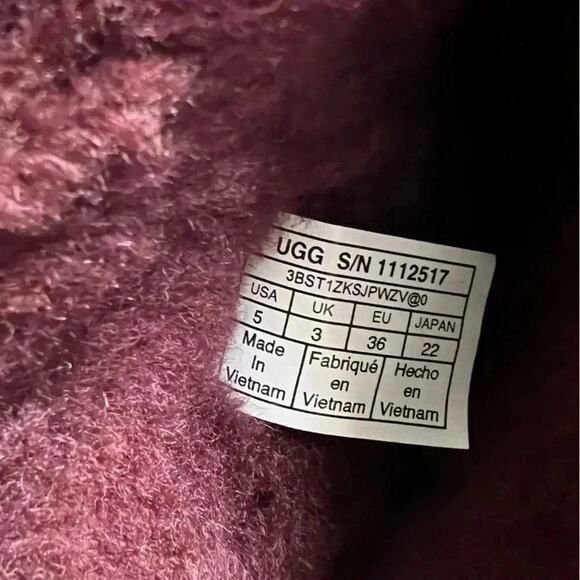 UGG S/N 1112517
3BST1ZKSJPWZV@0
USA UK EU JAPAN
5 3 36 22
Made In Vietnam
Fabriqué en Vietnam
Hecho en Vietnam